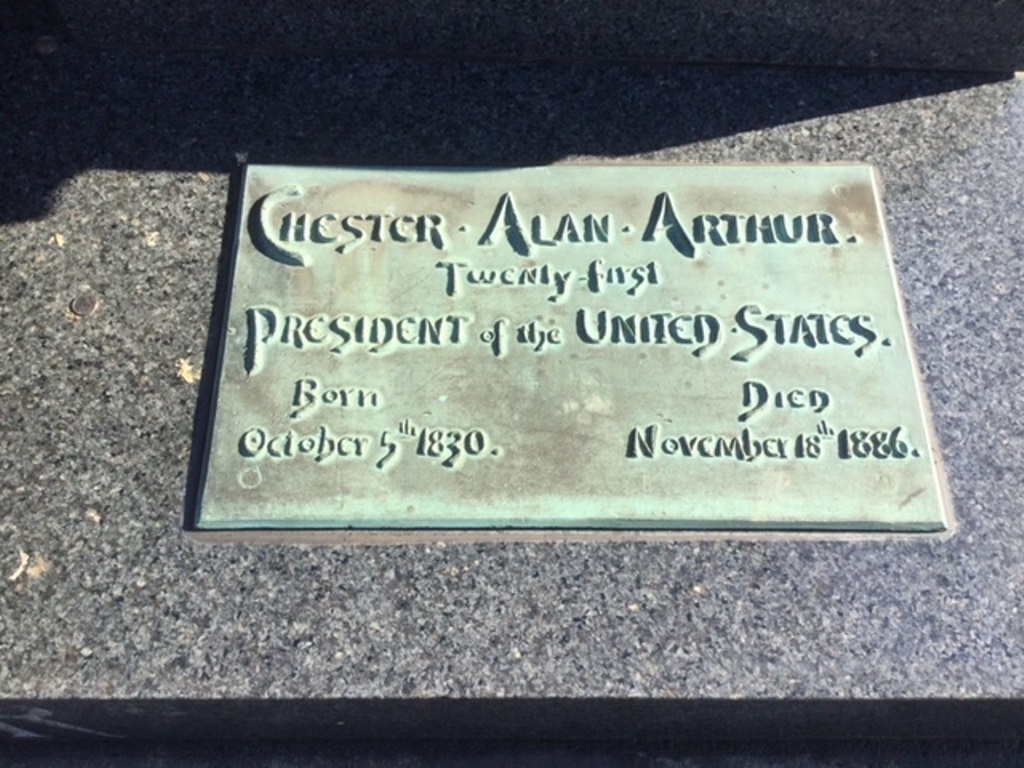 CHESTER · ALAN · ARTHUR.
Twenty-first
PRESIDENT of the UNITED · STATES.
Born Died
October 5th 1830. November 18th 1886.